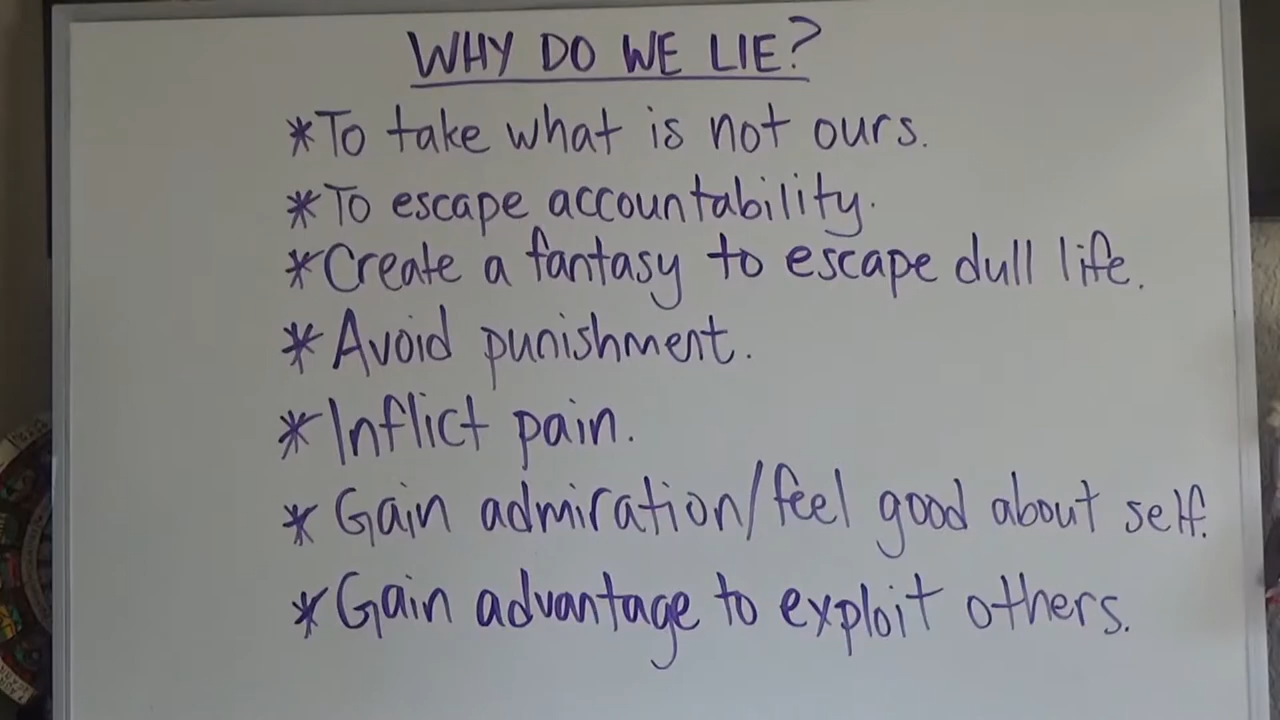 WHY DO WE LIE?
*To take what is not ours.
*To escape accountability.
*Create a fantasy to escape dull life.
*Avoid punishment.
*Inflict pain.
*Gain admiration/feel good about self.
*Gain advantage to exploit others.